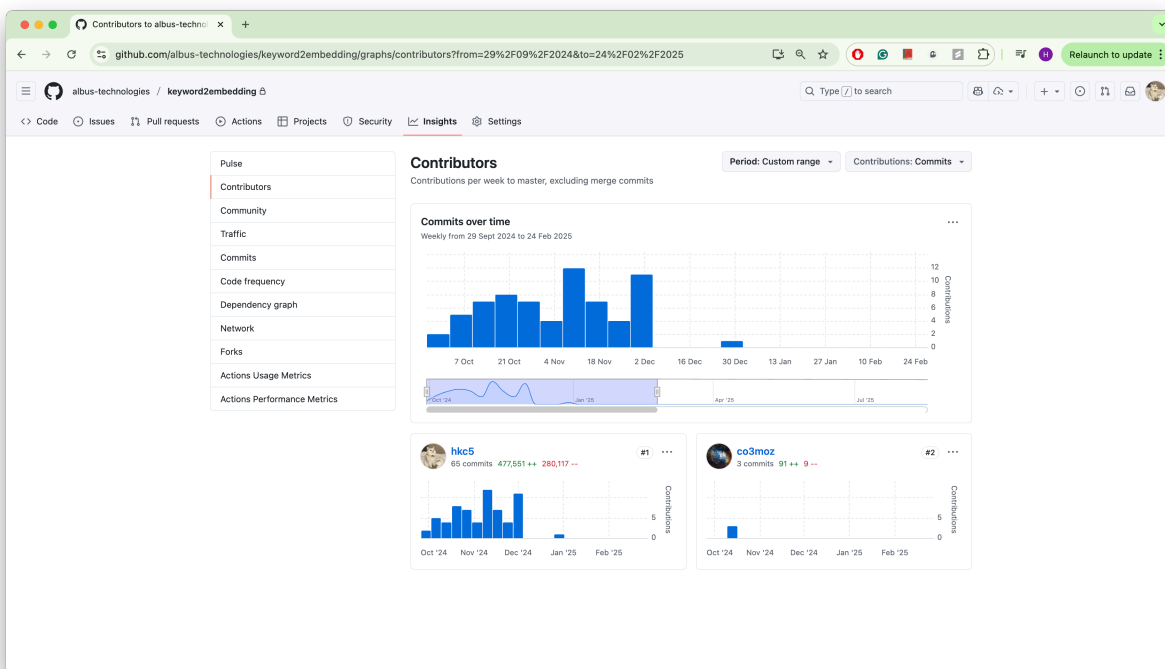 Contributors to albus-technolo
github.com/albus-technologies/keyword2embedding/graphs/contributors?from=29%2F09%2F2024&to=24%2F02%2F2025
H
Relaunch to update
albus-technologies / keyword2embedding
Type / to search
Code Issues Pull requests Actions Projects Security Insights Settings
Pulse
Contributors
Community
Traffic
Commits
Code frequency
Dependency graph
Network
Forks
Actions Usage Metrics
Actions Performance Metrics
Contributors
Period: Custom range
Contributions: Commits
Contributions per week to master, excluding merge commits
Commits over time
Weekly from 29 Sept 2024 to 24 Feb 2025
12
10
8
6
4
2
0
Contributions
7 Oct 21 Oct 4 Nov 18 Nov 2 Dec 16 Dec 30 Dec 13 Jan 27 Jan 10 Feb 24 Feb
Oct '24 Jan '25 Apr '25 Jul '25
hkc5
#1
65 commits 477,551 ++ 280,117 --
5
0
Contributions
Oct '24 Nov '24 Dec '24 Jan '25 Feb '25
co3moz
#2
3 commits 91 ++ 9 --
5
0
Contributions
Oct '24 Nov '24 Dec '24 Jan '25 Feb '25